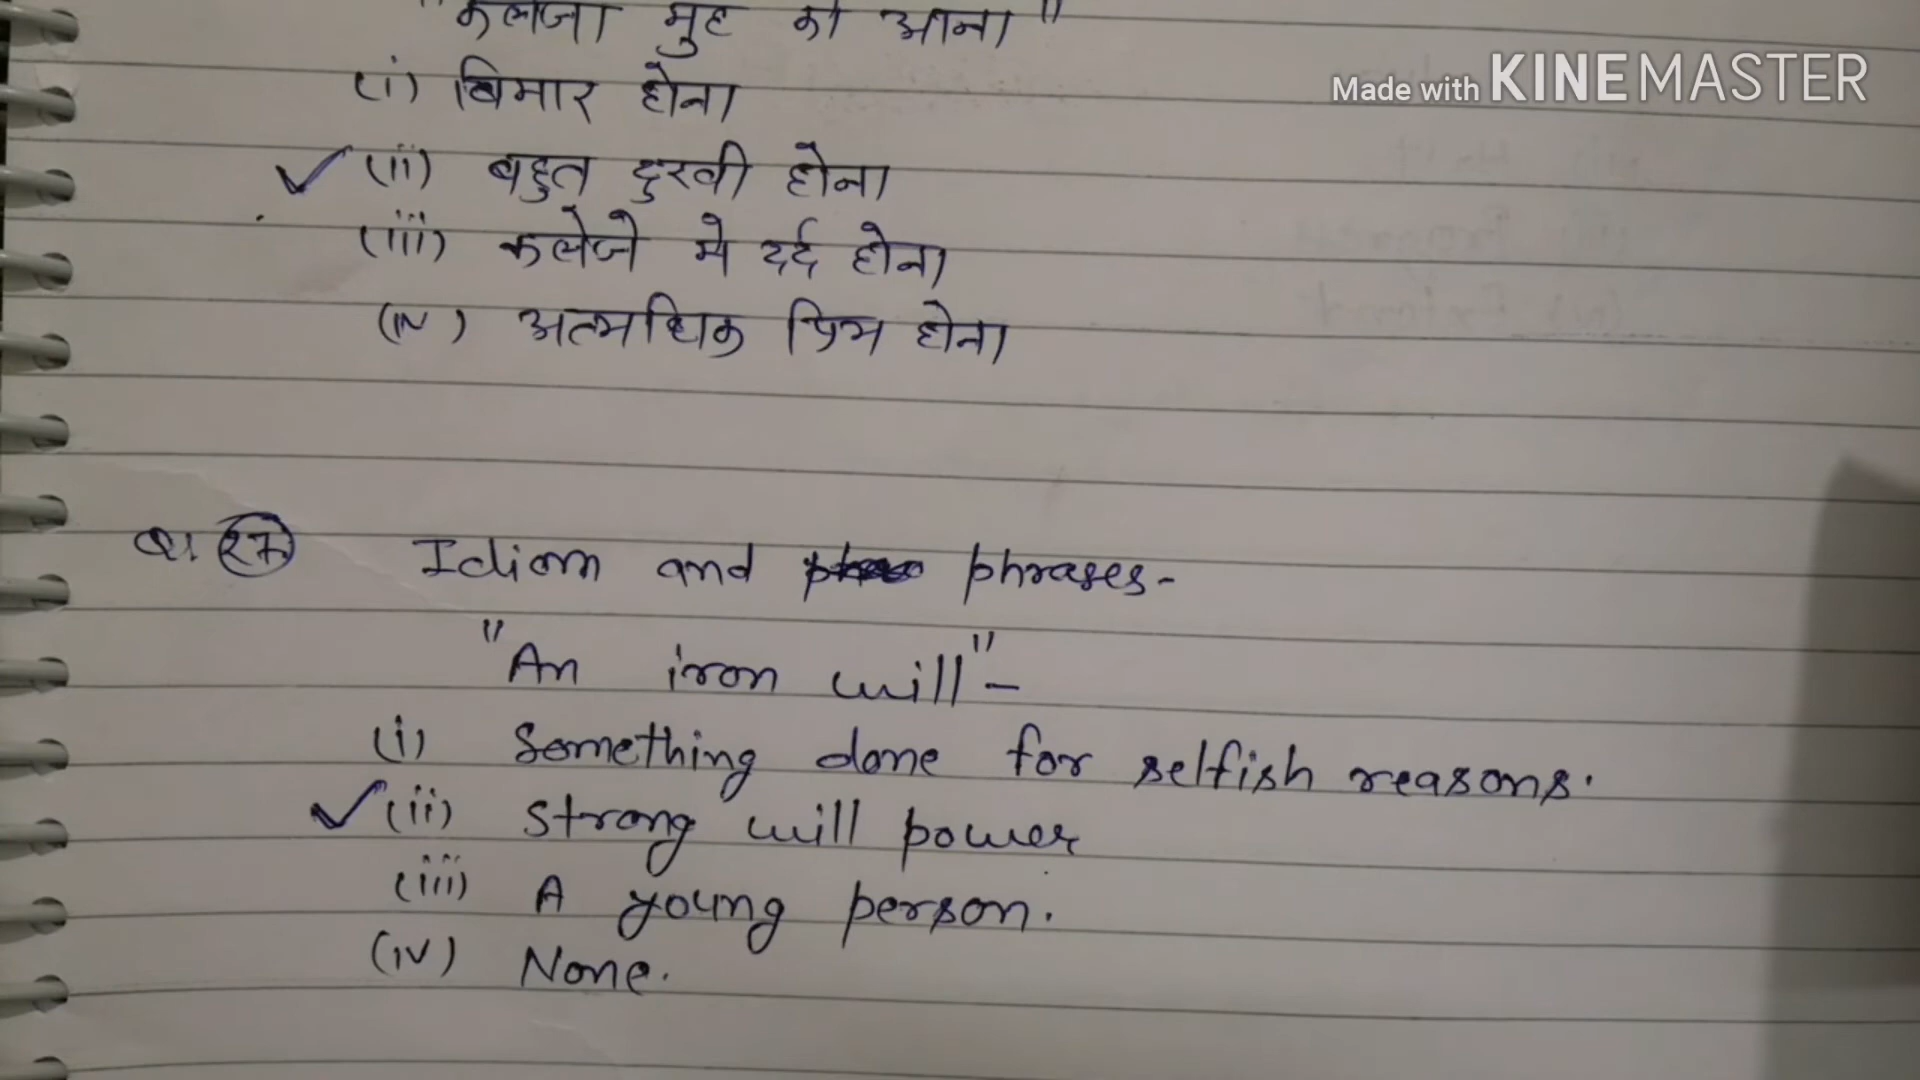 "कलेजा मुह को आना"
Made with KINEMASTER
(i) बिमार होना
✓ (ii) बहुत दुखी होना
(iii) कलेजे मे दर्द होना
(iv) अत्यधिक प्रिय होना
Q. 27. Idiom and phrases-
"An iron will" –
(i) Something done for selfish reasons.
✓ (ii) Strong will power
(iii) A young person.
(iv) None.